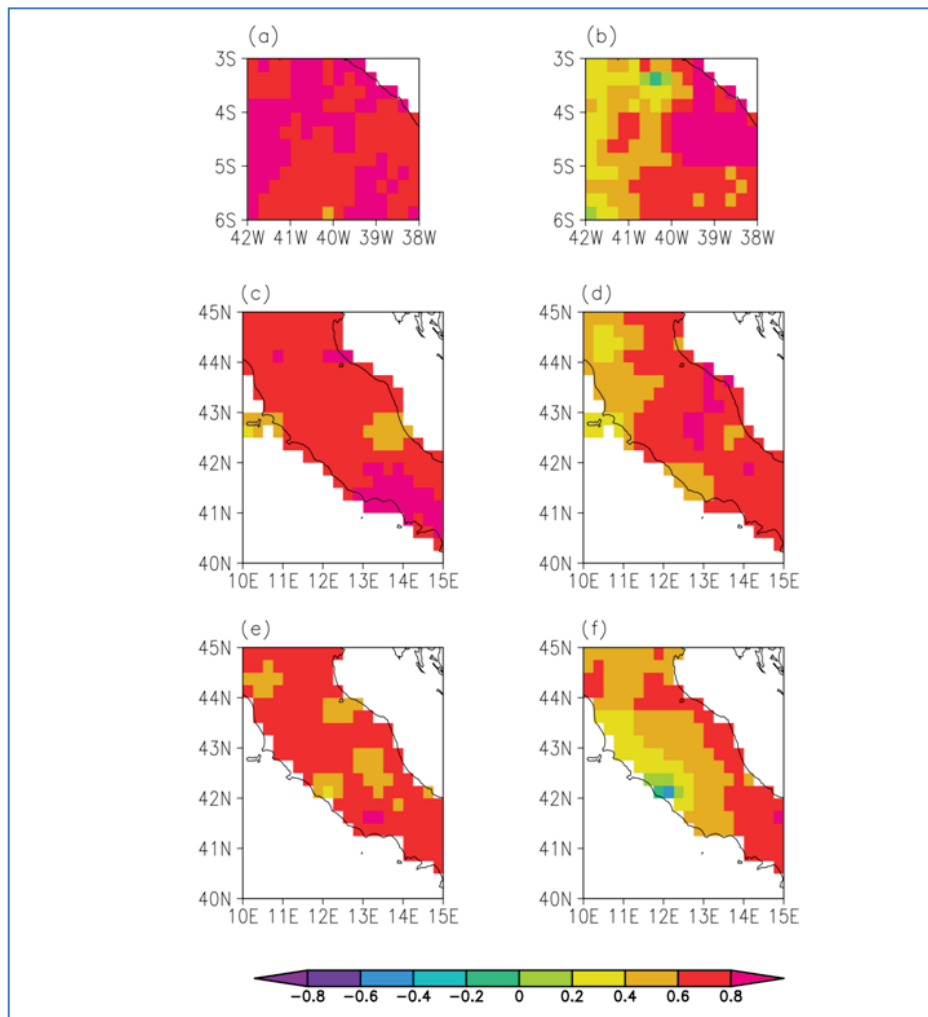 (a)
(b)
3S
4S
5S
6S
42W 41W 40W 39W 38W
3S
4S
5S
6S
42W 41W 40W 39W 38W
(c)
(d)
45N
44N
43N
42N
41N
40N
10E 11E 12E 13E 14E 15E
45N
44N
43N
42N
41N
40N
10E 11E 12E 13E 14E 15E
(e)
(f)
45N
44N
43N
42N
41N
40N
10E 11E 12E 13E 14E 15E
45N
44N
43N
42N
41N
40N
10E 11E 12E 13E 14E 15E
-0.8 -0.6 -0.4 -0.2 0 0.2 0.4 0.6 0.8